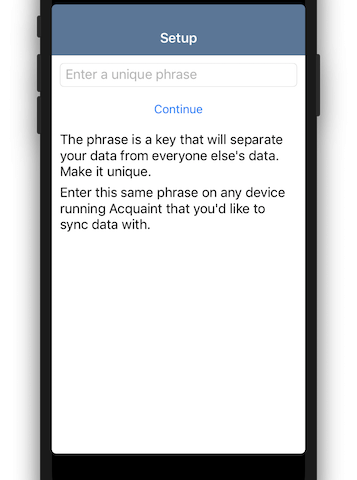 Setup
Enter a unique phrase
Continue
The phrase is a key that will separate
your data from everyone else's data.
Make it unique.
Enter this same phrase on any device
running Acquaint that you'd like to
sync data with.